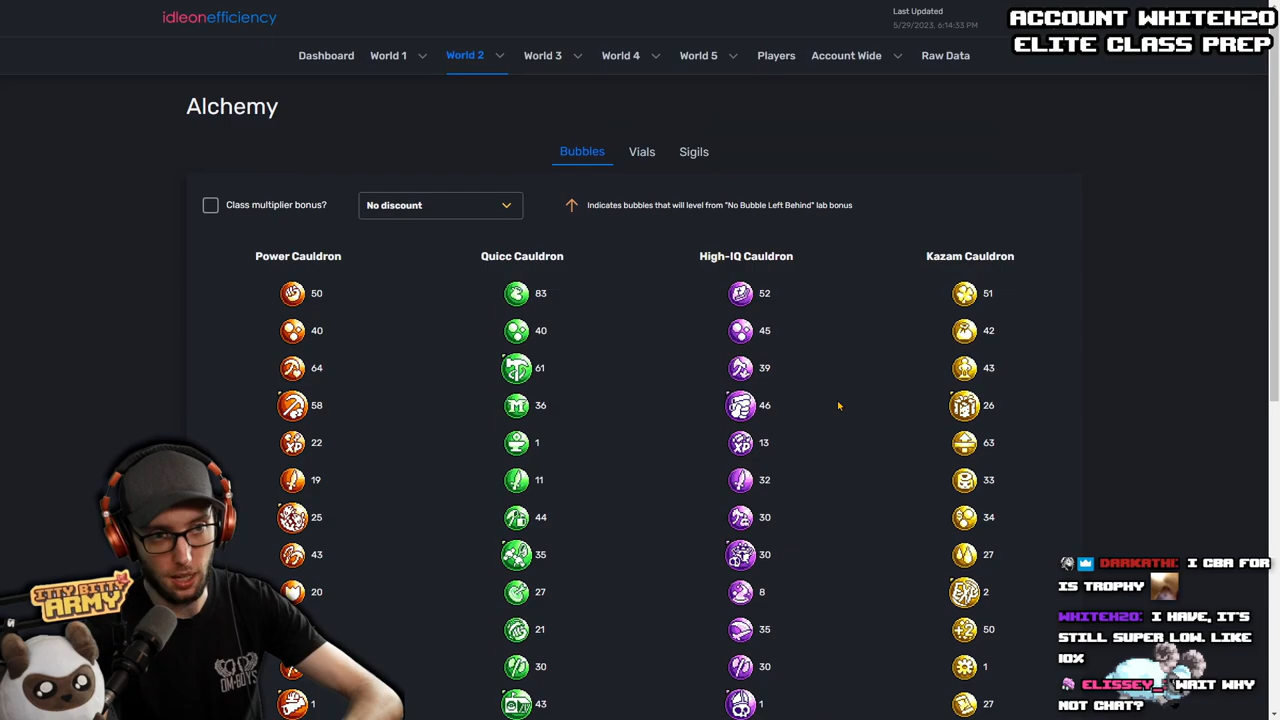 idleonefficiency
Last Updated
5/29/2023, 6:14:33 PM
ACCOUNT WHITEH2O
ELITE CLASS PREP
Dashboard World 1 World 2 World 3 World 4 World 5 Players Account Wide Raw Data
Alchemy
Bubbles Vials Sigils
Class multiplier bonus? No discount Indicates bubbles that will level from "No Bubble Left Behind" lab bonus
Power Cauldron Quicc Cauldron High-IQ Cauldron Kazam Cauldron
50 83 52 51
40 40 45 42
64 61 39 43
58 36 46 26
22 1 13 63
19 11 32 33
25 44 30 34
43 35 30 27
20 27 8 2
21 35 50
30 30 1
1 43 1 27
ITTY BITTY
ARMY
OM-BOYS
DARKATHI: I CBA FOR
IS TROPHY
WHITEH2O: I HAVE, IT'S
STILL SUPER LOW. LIKE
10%
ELISSEY_: WAIT WHY
NOT CHAT?